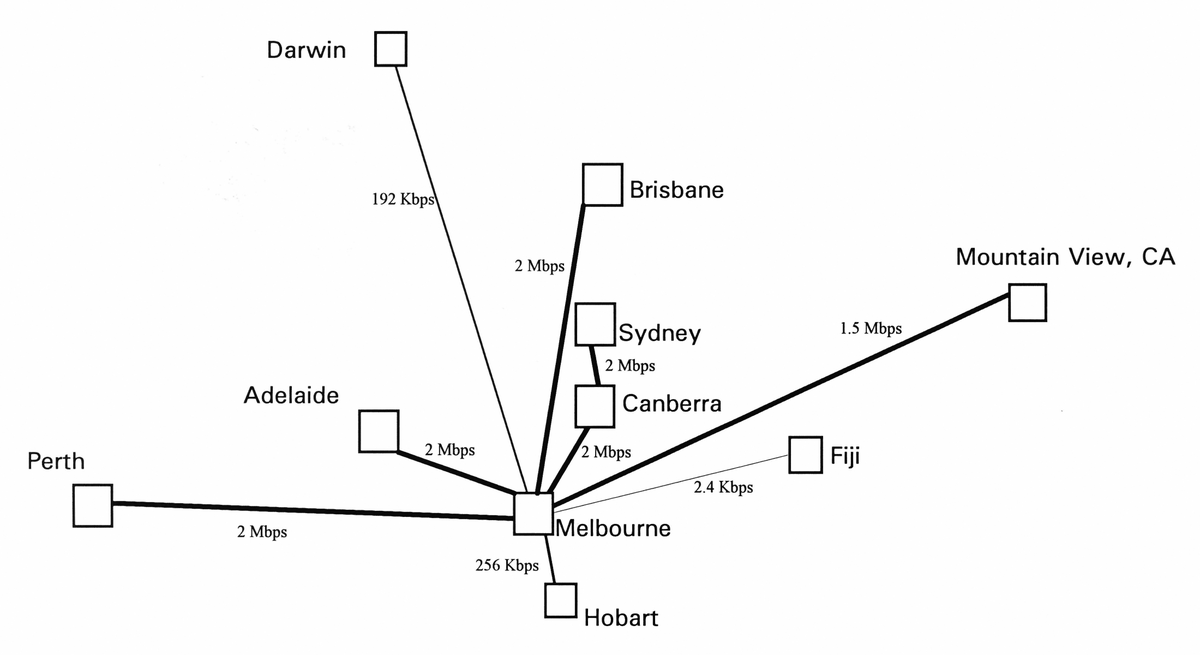 Darwin
192 Kbps
Brisbane
2 Mbps
Mountain View, CA
1.5 Mbps
Sydney
2 Mbps
Canberra
Adelaide
2 Mbps
2 Mbps
Fiji
2.4 Kbps
Perth
2 Mbps
Melbourne
256 Kbps
Hobart